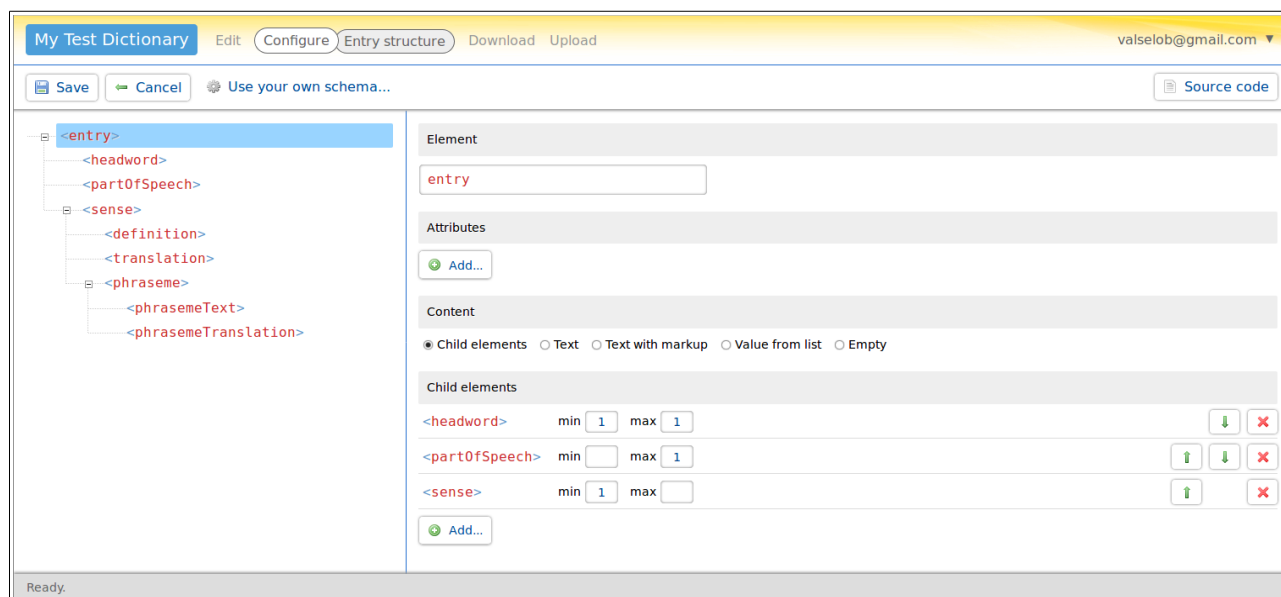 My Test Dictionary Edit Configure Entry structure Download Upload valselob@gmail.com ▼
Save Cancel Use your own schema... Source code
<entry>
<headword>
<partOfSpeech>
<sense>
<definition>
<translation>
<phraseme>
<phrasemeText>
<phrasemeTranslation>
Element
entry
Attributes
Add...
Content
Child elements Text Text with markup Value from list Empty
Child elements
<headword> min 1 max 1
<partOfSpeech> min max 1
<sense> min 1 max
Add...
Ready.